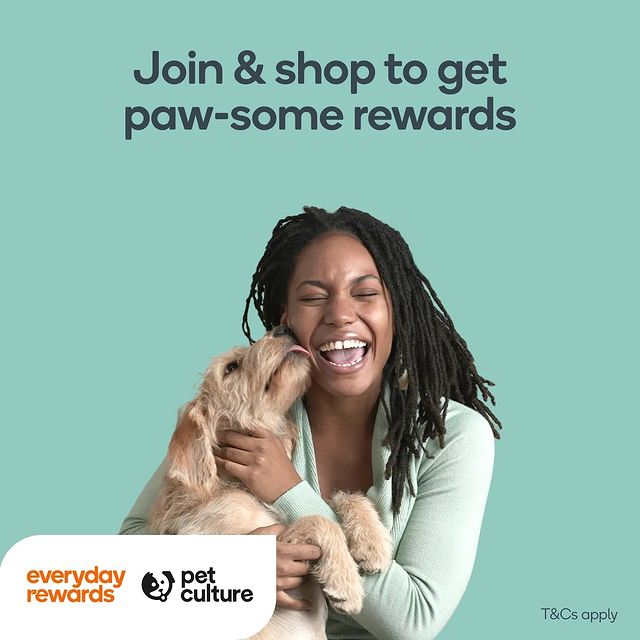 Join & shop to get
paw-some rewards
everyday
rewards
pet
culture
T&Cs apply